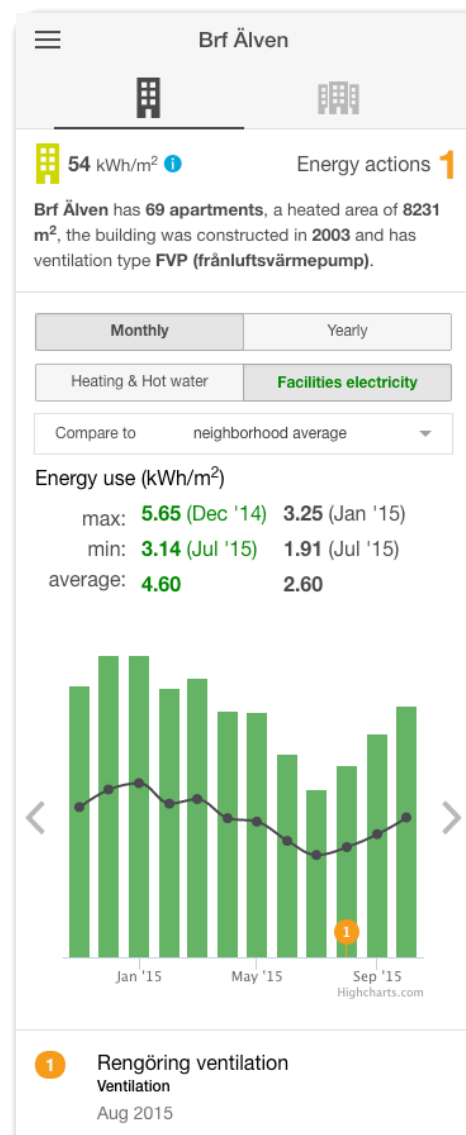 Brf Älven
54 kWh/m² Energy actions 1
Brf Älven has 69 apartments, a heated area of 8231
m², the building was constructed in 2003 and has
ventilation type FVP (frånluftsvärmepump).
Monthly Yearly
Heating & Hot water Facilities electricity
Compare to neighborhood average
Energy use (kWh/m²)
max: 5.65 (Dec '14) 3.25 (Jan '15)
min: 3.14 (Jul '15) 1.91 (Jul '15)
average: 4.60 2.60
1
Jan '15 May '15 Sep '15
Highcharts.com
1 Rengöring ventilation
Ventilation
Aug 2015